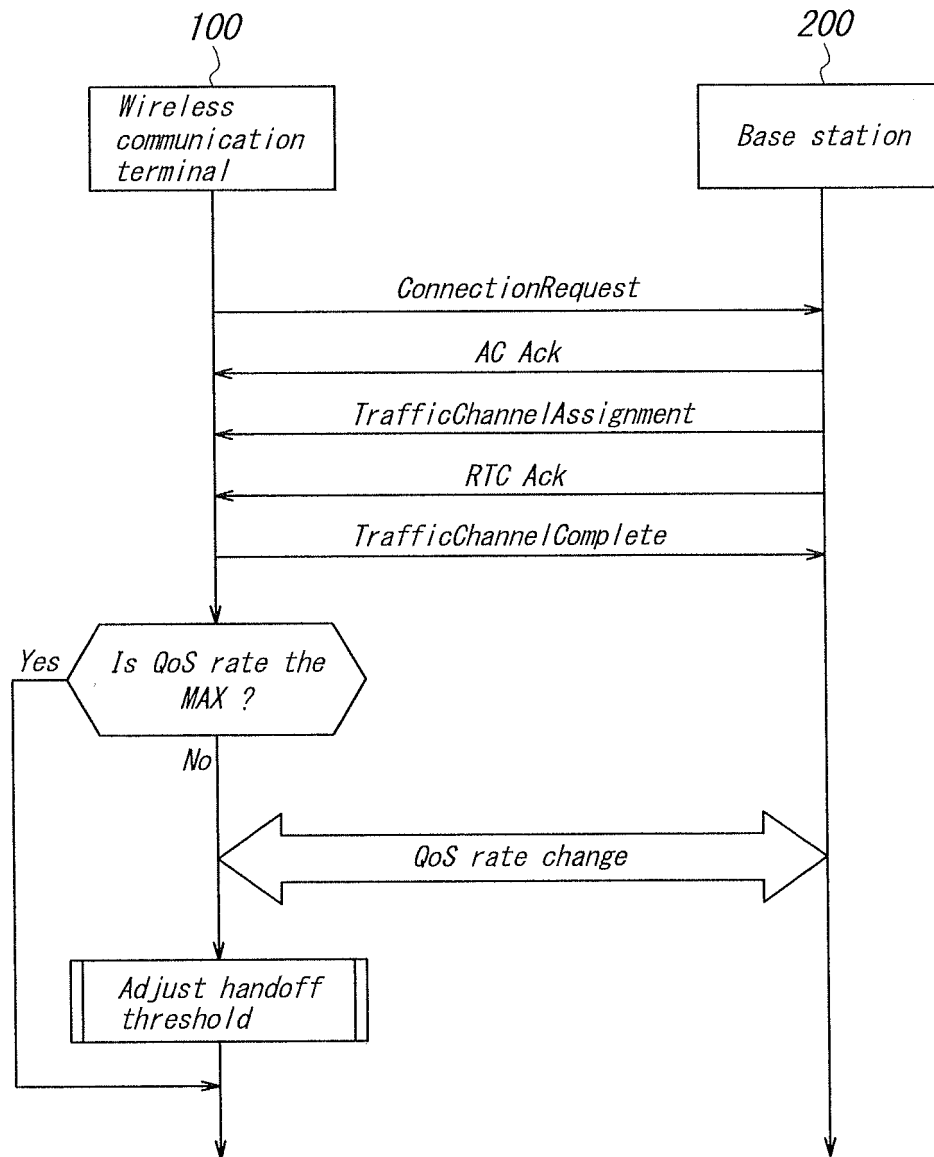 100
200
Wireless
communication
terminal
Base station
ConnectionRequest
AC Ack
TrafficChannelAssignment
RTC Ack
TrafficChannelComplete
Yes
Is QoS rate the
MAX ?
No
QoS rate change
Adjust handoff
threshold